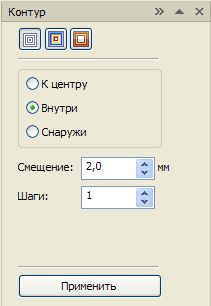 Контур
К центру
Внутри
Снаружи
Смещение: 2,0 мм
Шаги: 1
Применить